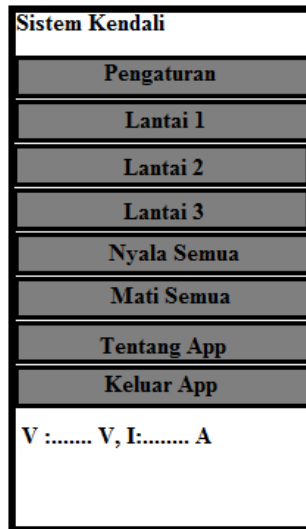 Sistem Kendali
Pengaturan
Lantai 1
Lantai 2
Lantai 3
Nyala Semua
Mati Semua
Tentang App
Keluar App
V :....... V, I:........ A